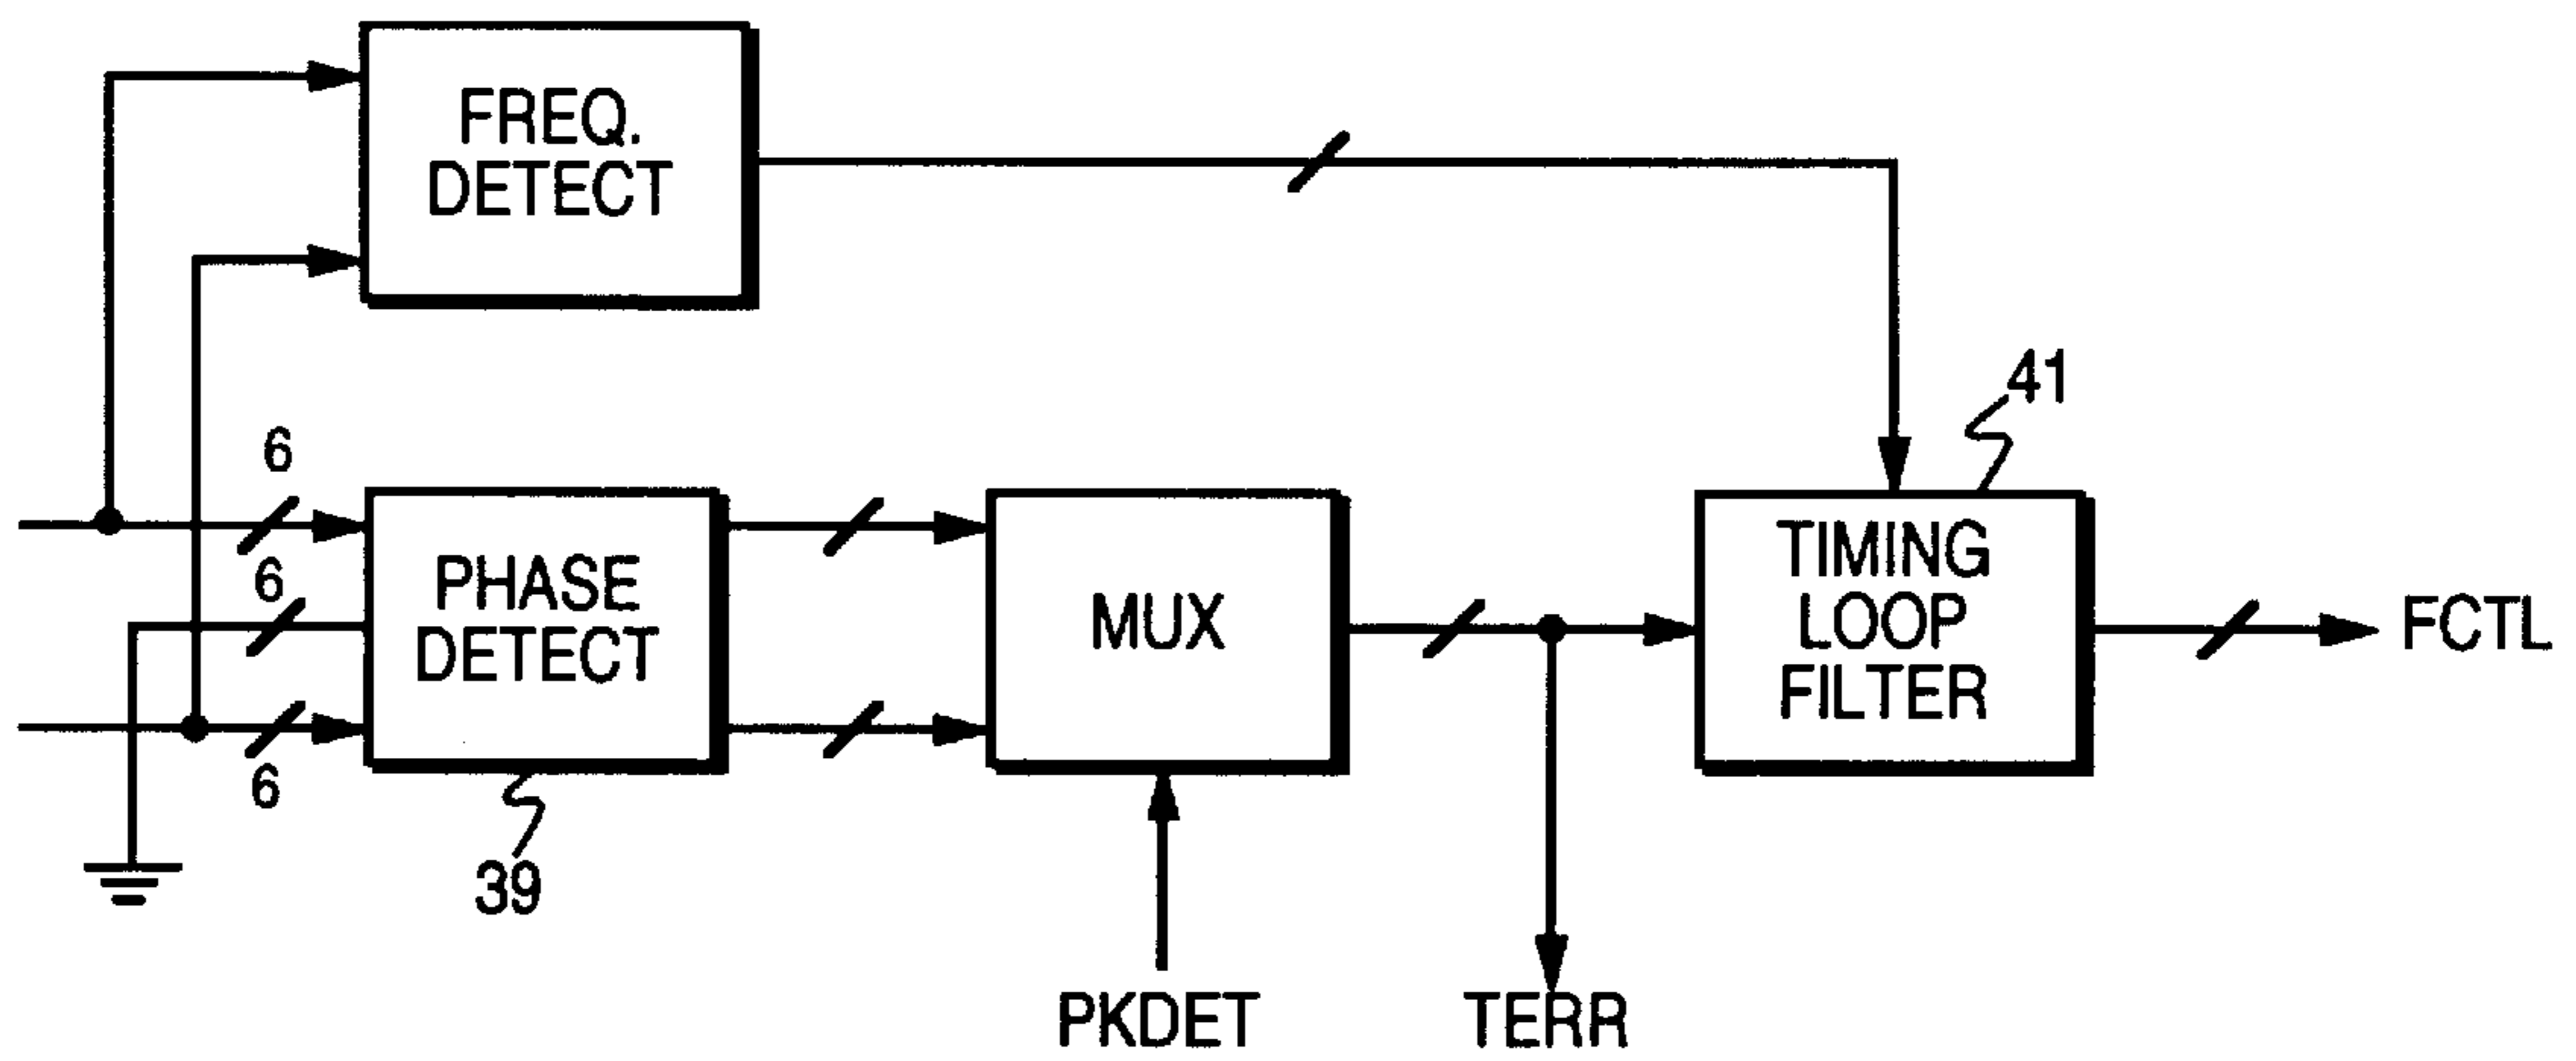 FREQ.
DETECT
41
6
6
6
PHASE
DETECT
MUX
TIMING
LOOP
FILTER
FCTL
39
PKDET
TERR